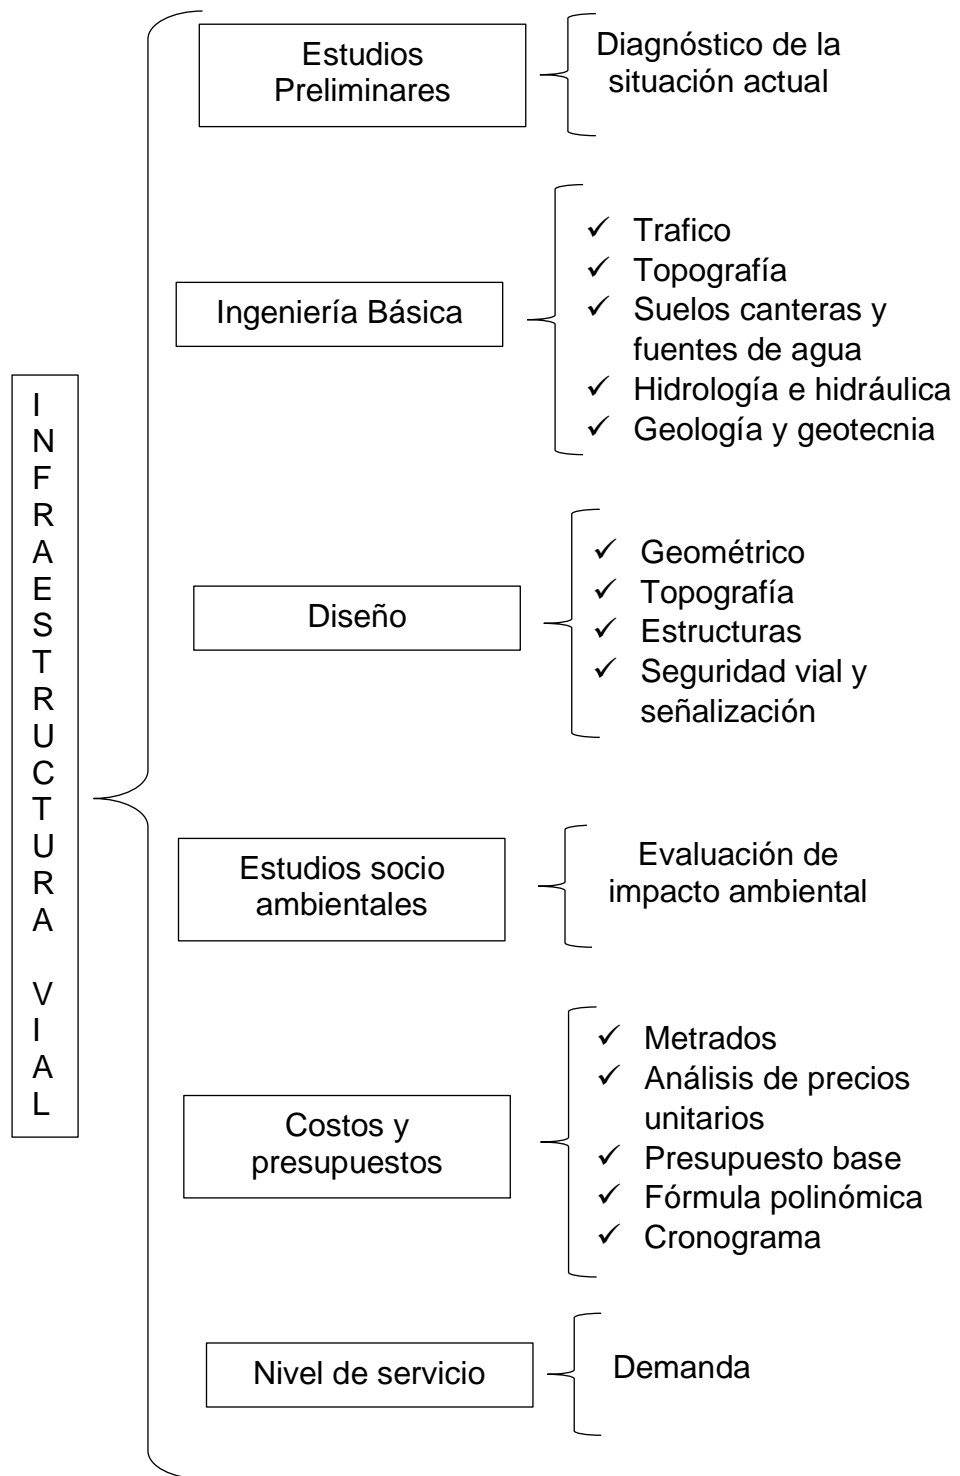 INFRAESTRUCTURA VIAL
Estudios
Preliminares
Diagnóstico de la
situación actual
Ingeniería Básica
✓ Trafico
✓ Topografía
✓ Suelos canteras y
fuentes de agua
✓ Hidrología e hidráulica
✓ Geología y geotecnia
Diseño
✓ Geométrico
✓ Topografía
✓ Estructuras
✓ Seguridad vial y
señalización
Estudios socio
ambientales
Evaluación de
impacto ambiental
Costos y
presupuestos
✓ Metrados
✓ Análisis de precios
unitarios
✓ Presupuesto base
✓ Fórmula polinómica
✓ Cronograma
Nivel de servicio
Demanda